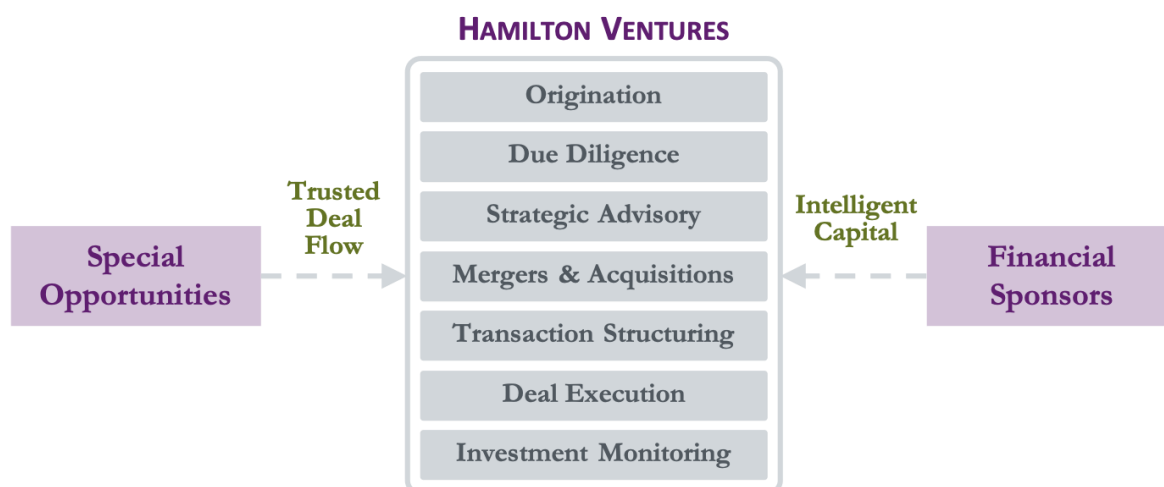 HAMILTON VENTURES
Origination
Due Diligence
Strategic Advisory
Mergers & Acquisitions
Transaction Structuring
Deal Execution
Investment Monitoring
Trusted
Deal
Flow
Special
Opportunities
Intelligent
Capital
Financial
Sponsors